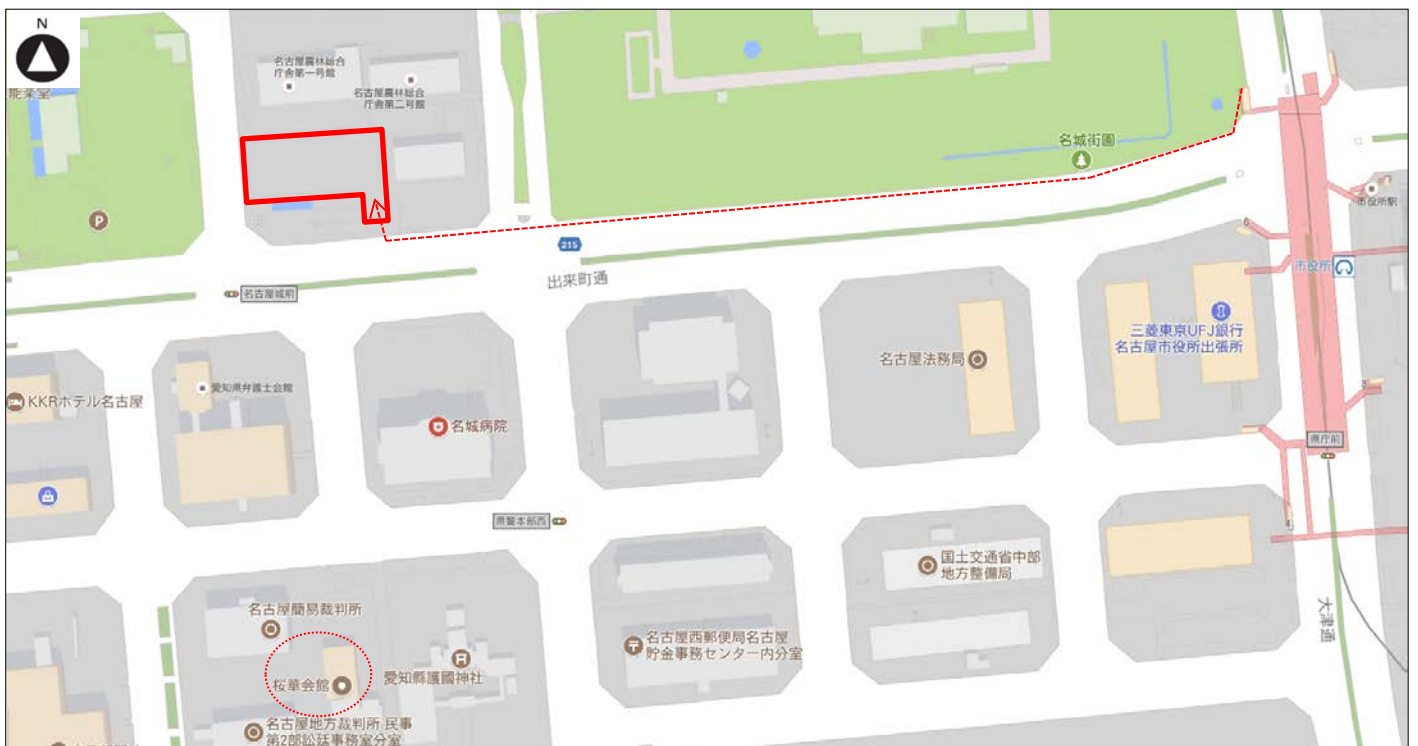 N
能楽堂
名古屋農林総合
庁舎第一号館
名古屋農林総合
庁舎第二号館
名城街園
P
215
出来町通
市役所駅
市役所
名古屋城前
三菱東京UFJ銀行
名古屋市役所出張所
名古屋法務局
愛知県弁護士会館
KKRホテル名古屋
名城病院
県庁前
県警本部西
国土交通省中部
地方整備局
名古屋簡易裁判所
大津通
名古屋西郵便局名古屋
貯金事務センター内分室
愛知縣護國神社
桜華会館
名古屋地方裁判所 民事
第2部訟廷事務室分室